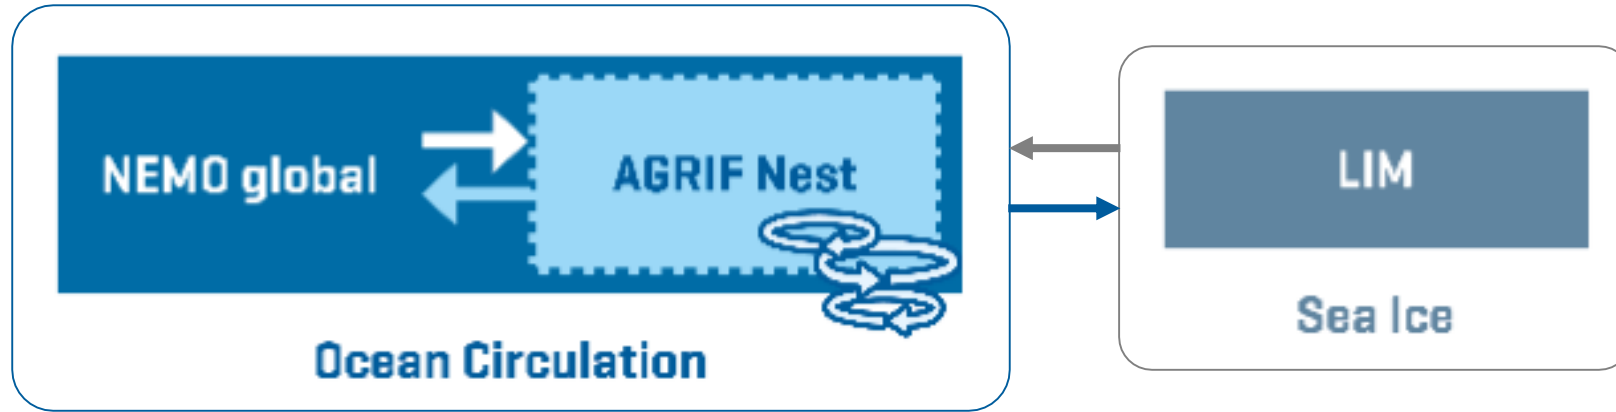 NEMO global
AGRIF Nest
Ocean Circulation
LIM
Sea Ice